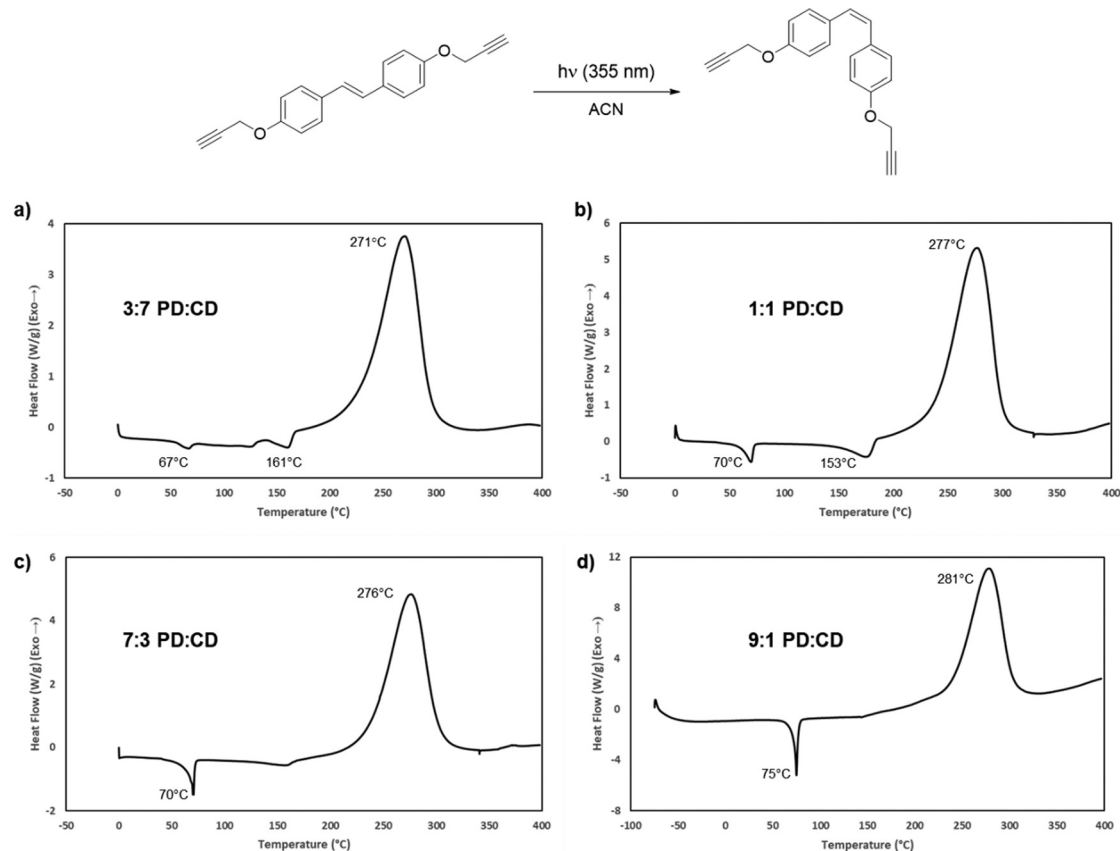 O
O
hν (355 nm)
ACN
O
O
a)
3:7 PD:CD
271°C
67°C
161°C
Heat Flow (W/g) (Exo→)
4
3
2
1
0
-1
-50 0 50 100 150 200 250 300 350 400
Temperature (°C)
b)
1:1 PD:CD
277°C
70°C
153°C
Heat Flow (W/g) (Exo→)
6
5
4
3
2
1
0
-1
-50 0 50 100 150 200 250 300 350 400
Temperature (°C)
c)
7:3 PD:CD
276°C
70°C
Heat Flow (W/g) (Exo→)
6
4
2
0
-2
-50 0 50 100 150 200 250 300 350 400
Temperature (°C)
d)
9:1 PD:CD
281°C
75°C
Heat Flow (W/g) (Exo→)
12
8
4
0
-4
-8
-100 -50 0 50 100 150 200 250 300 350 400
Temperature (°C)